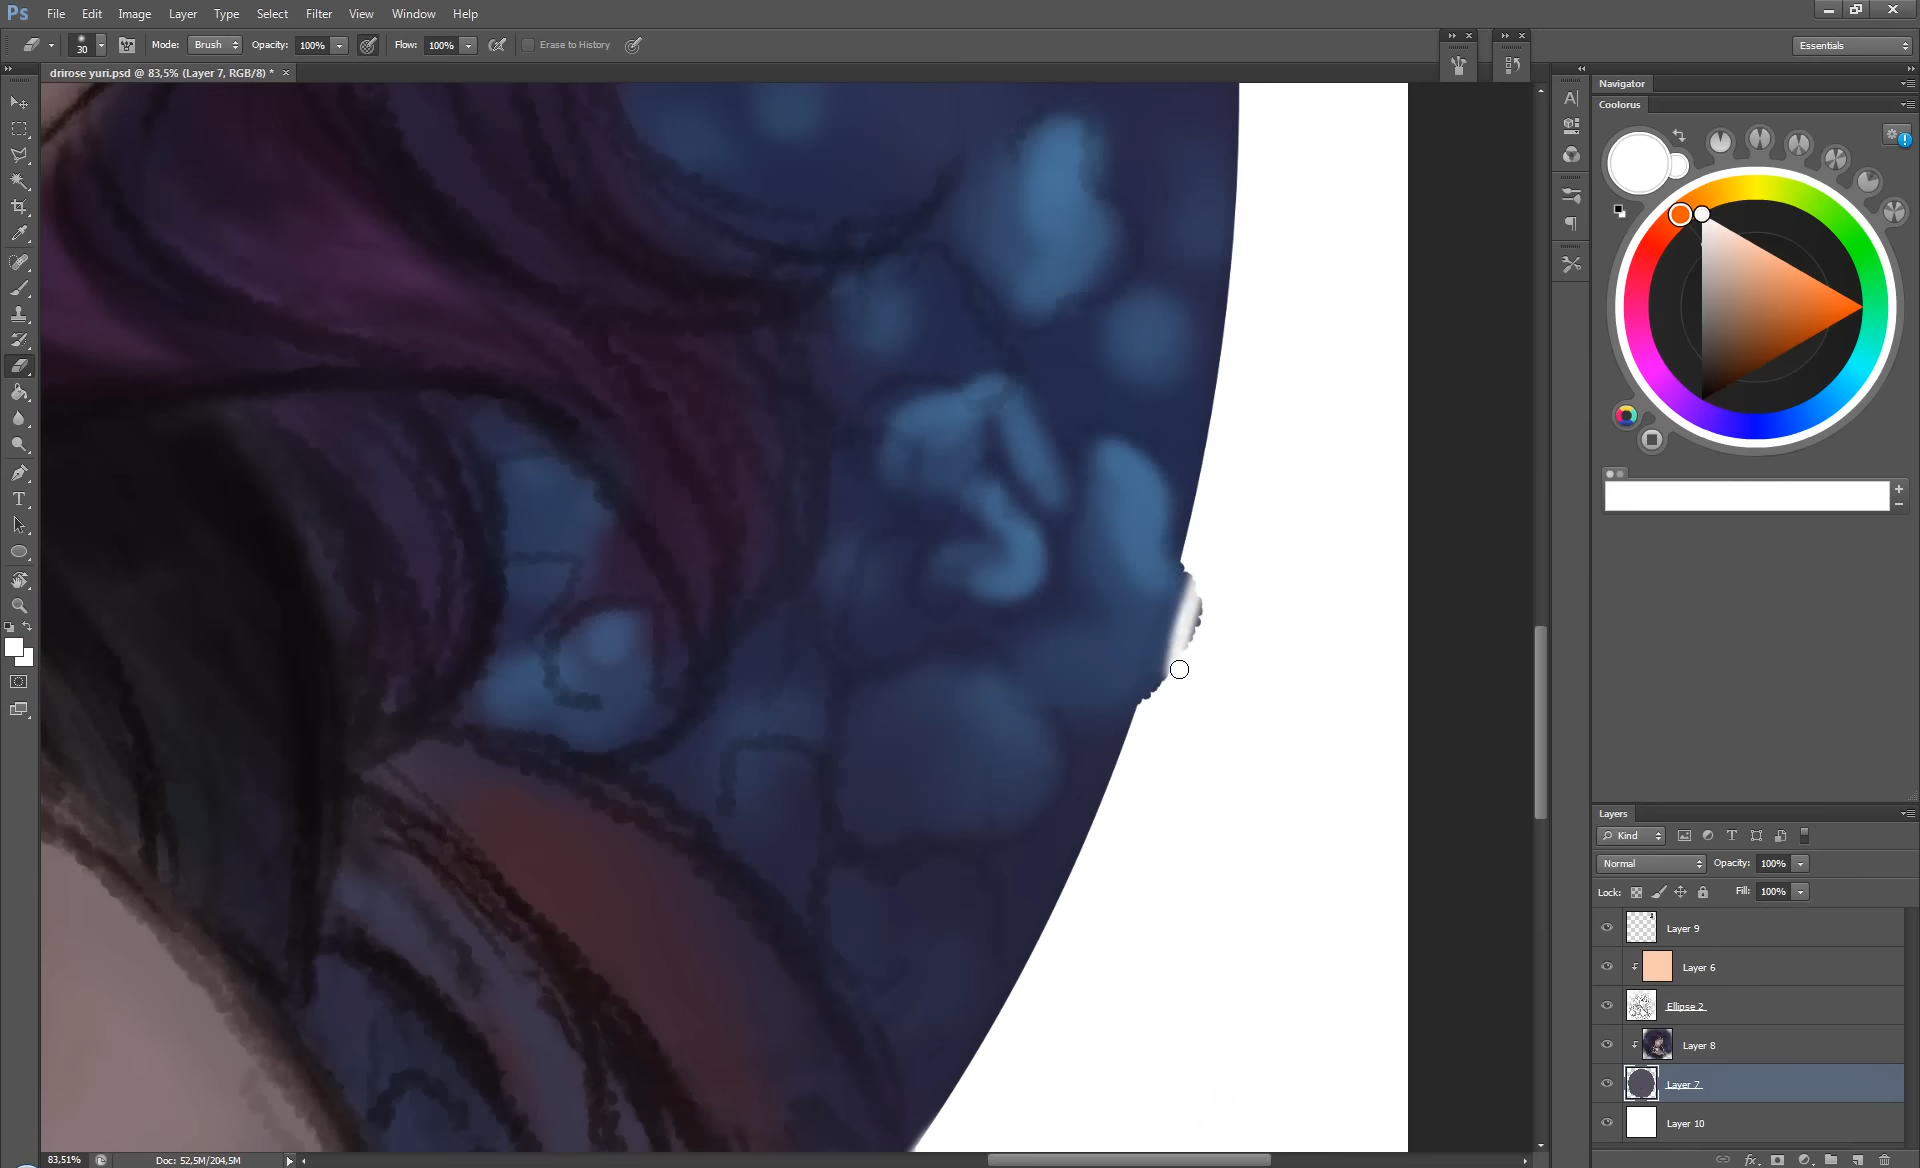 Ps File Edit Image Layer Type Select Filter View Window Help
30 Mode: Brush Opacity: 100% Flow: 100% Erase to History Essentials
drirose yuri.psd @ 83,5% (Layer 7, RGB/8) * ×
Navigator
Coolorus
Layers
Kind
Normal Opacity: 100%
Lock: Fill: 100%
Layer 9
Layer 6
Ellipse 2
Layer 8
Layer 7
Layer 10
83,51% Doc: 52,5M/204,5M